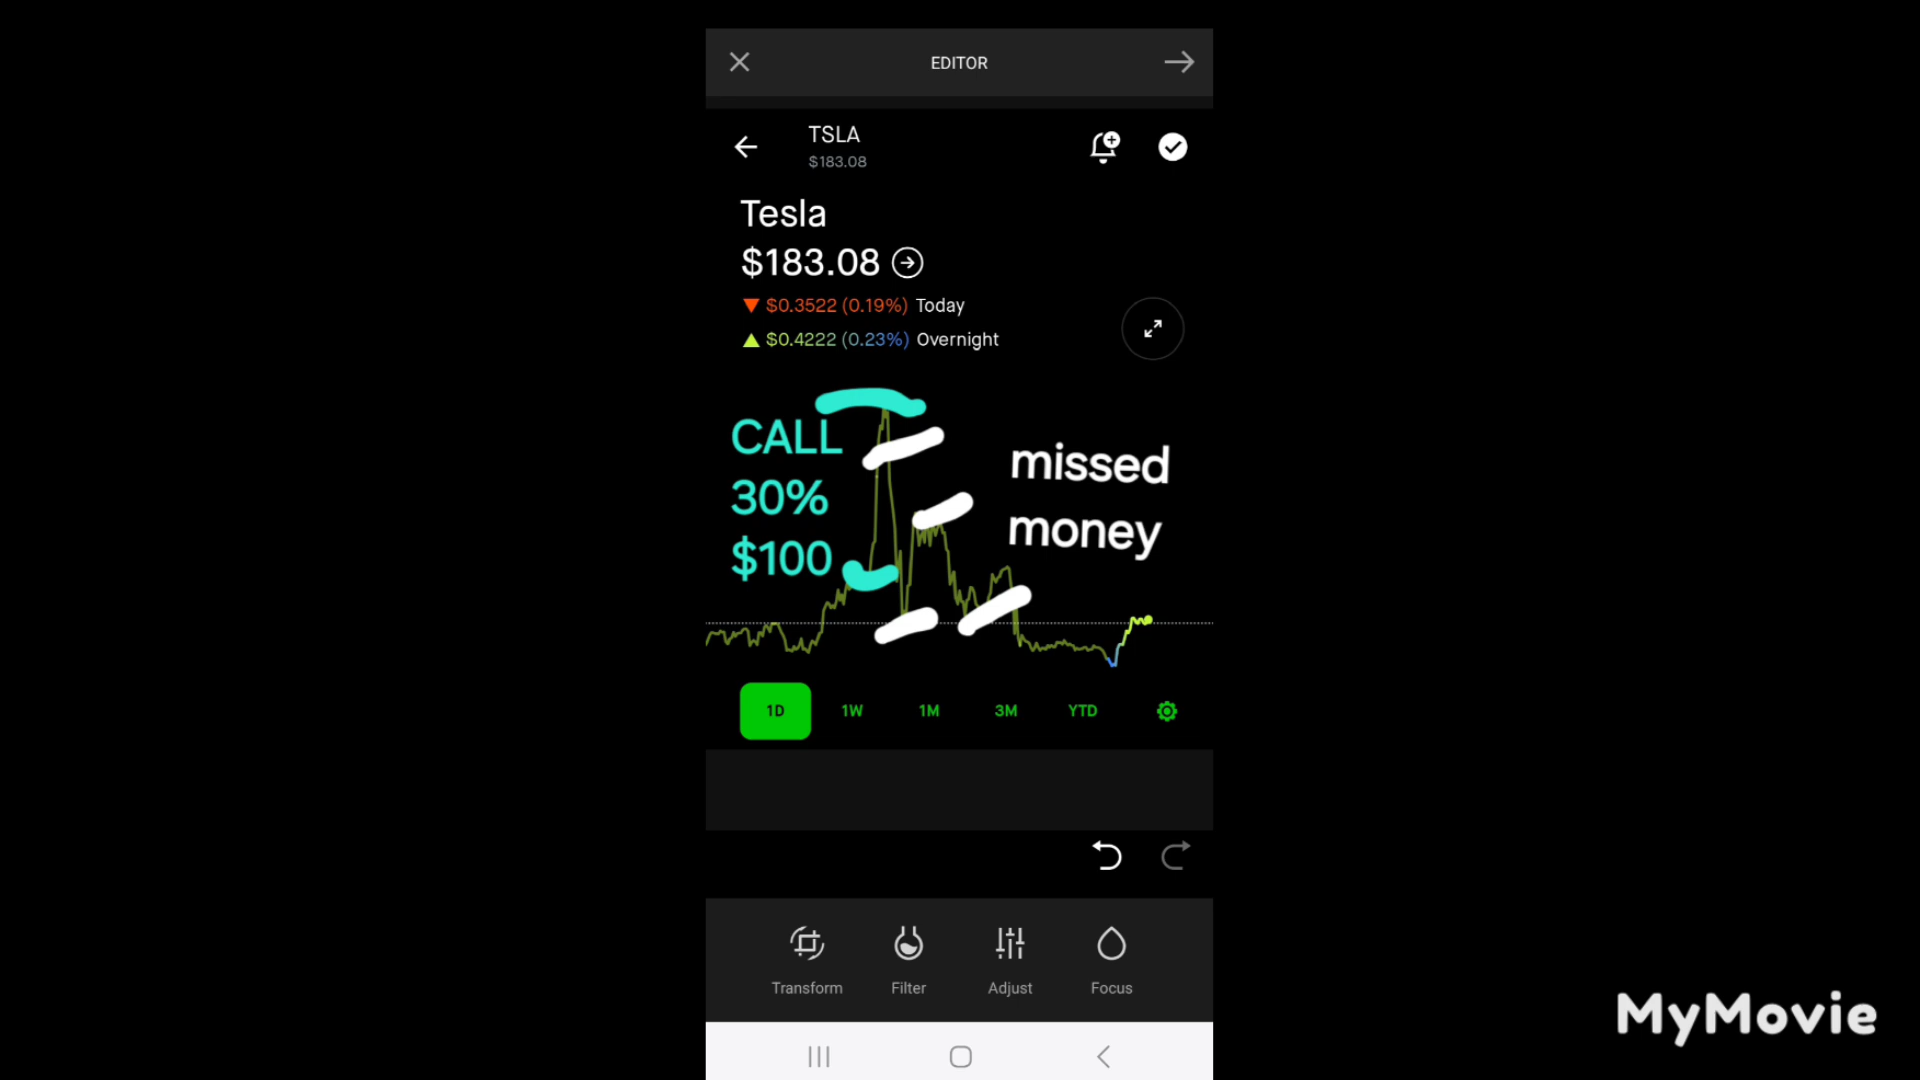 EDITOR
TSLA
$183.08
Tesla
$183.08
$0.3522 (0.19%) Today
$0.4222 (0.23%) Overnight
CALL
30%
$100
missed
money
1D 1W 1M 3M YTD
Transform Filter Adjust Focus
MyMovie